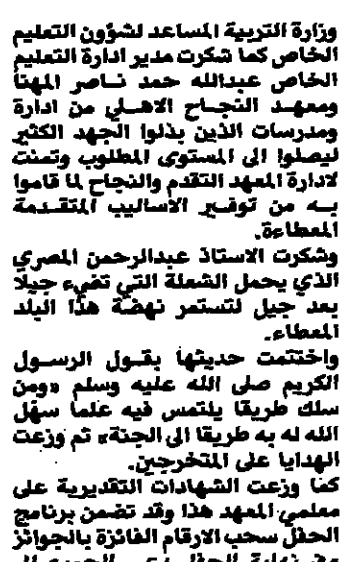 وزارة التربية المساعد لشؤون التعليم
الخاص كما شكرت مدير ادارة التعليم
الخاص عبدالله حمد ناصر المهنا
ومعهد النجاح الاهلي من ادارة
ومدرسات الذين بذلوا الجهد الكثير
ليصلوا الى المستوى المطلوب وتمنت
لادارة المعهد التقدم والنجاح لما قاموا
به من توفير الاساليب المتقدمة
المعطاءة.
وشكرت الاستاذ عبدالرحمن المصري
الذي يحمل الشعلة التي تضيء جيلا
بعد جيل لتستمر نهضة هذا البلد
المعطاء.
واختتمت حديثها بقول الرسول
الكريم صلى الله عليه وسلم «ومن
سلك طريقا يلتمس فيه علما سهل
الله له به طريقا الى الجنة» ثم وزعت
الهدايا على المتخرجين.
كما وزعت الشهادات التقديرية على
معلمي المعهد هذا وقد تضمن برنامج
الحفل سحب الارقام الفائزة بالجوائز